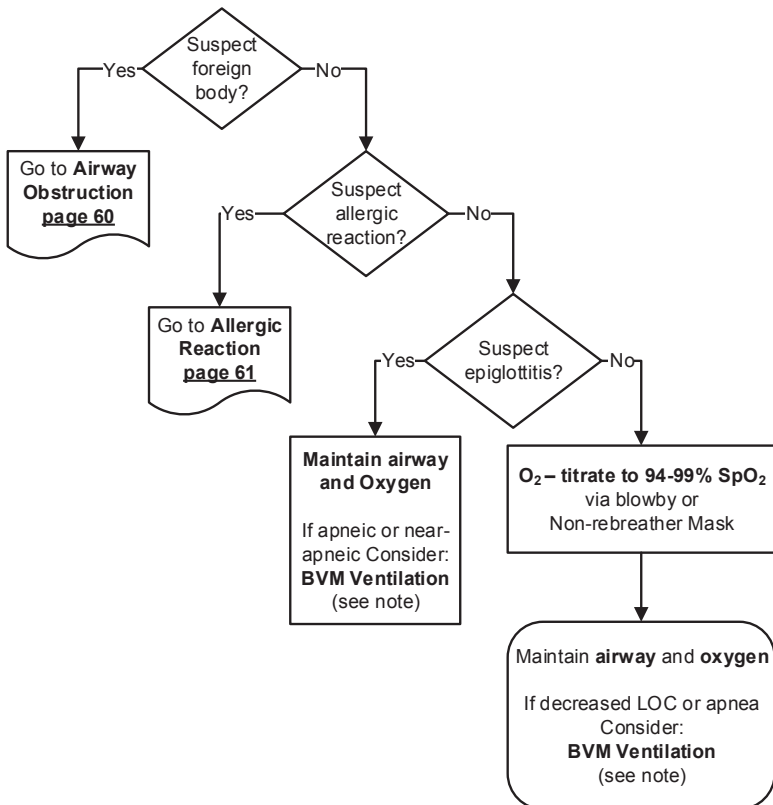 Suspect
foreign
body?
Yes
No
Go to Airway
Obstruction
page 60
Suspect
allergic
reaction?
Yes
No
Go to Allergic
Reaction
page 61
Suspect
epiglottitis?
Yes
No
Maintain airway
and Oxygen
If apneic or near-
apneic Consider:
BVM Ventilation
(see note)
O₂ – titrate to 94-99% SpO₂
via blowby or
Non-rebreather Mask
Maintain airway and oxygen
If decreased LOC or apnea
Consider:
BVM Ventilation
(see note)